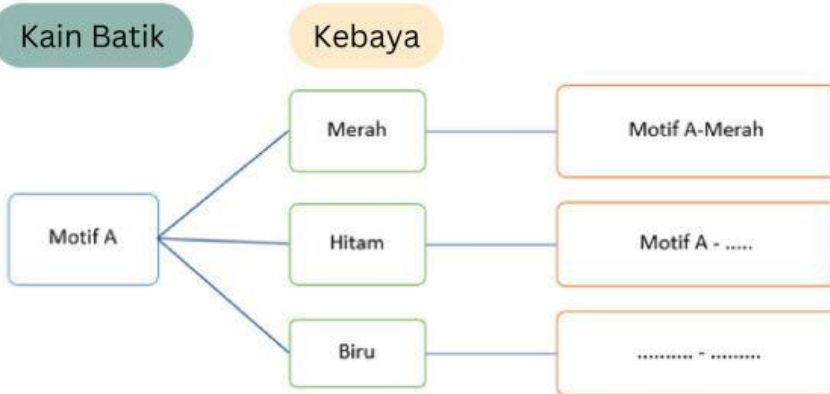 Kain Batik
Kebaya
Merah
Motif A-Merah
Motif A
Hitam
Motif A - .....
Biru
.......... - .........